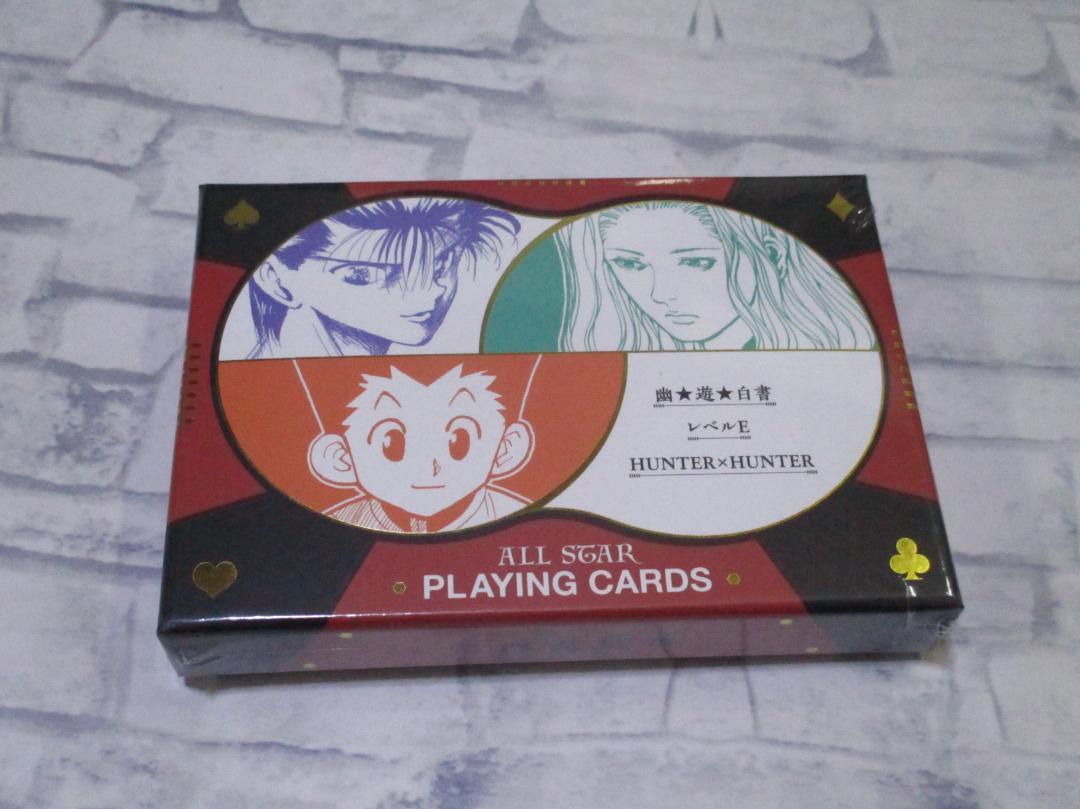 幽★遊★白書
レベルE
HUNTER×HUNTER
ALL STAR
PLAYING CARDS